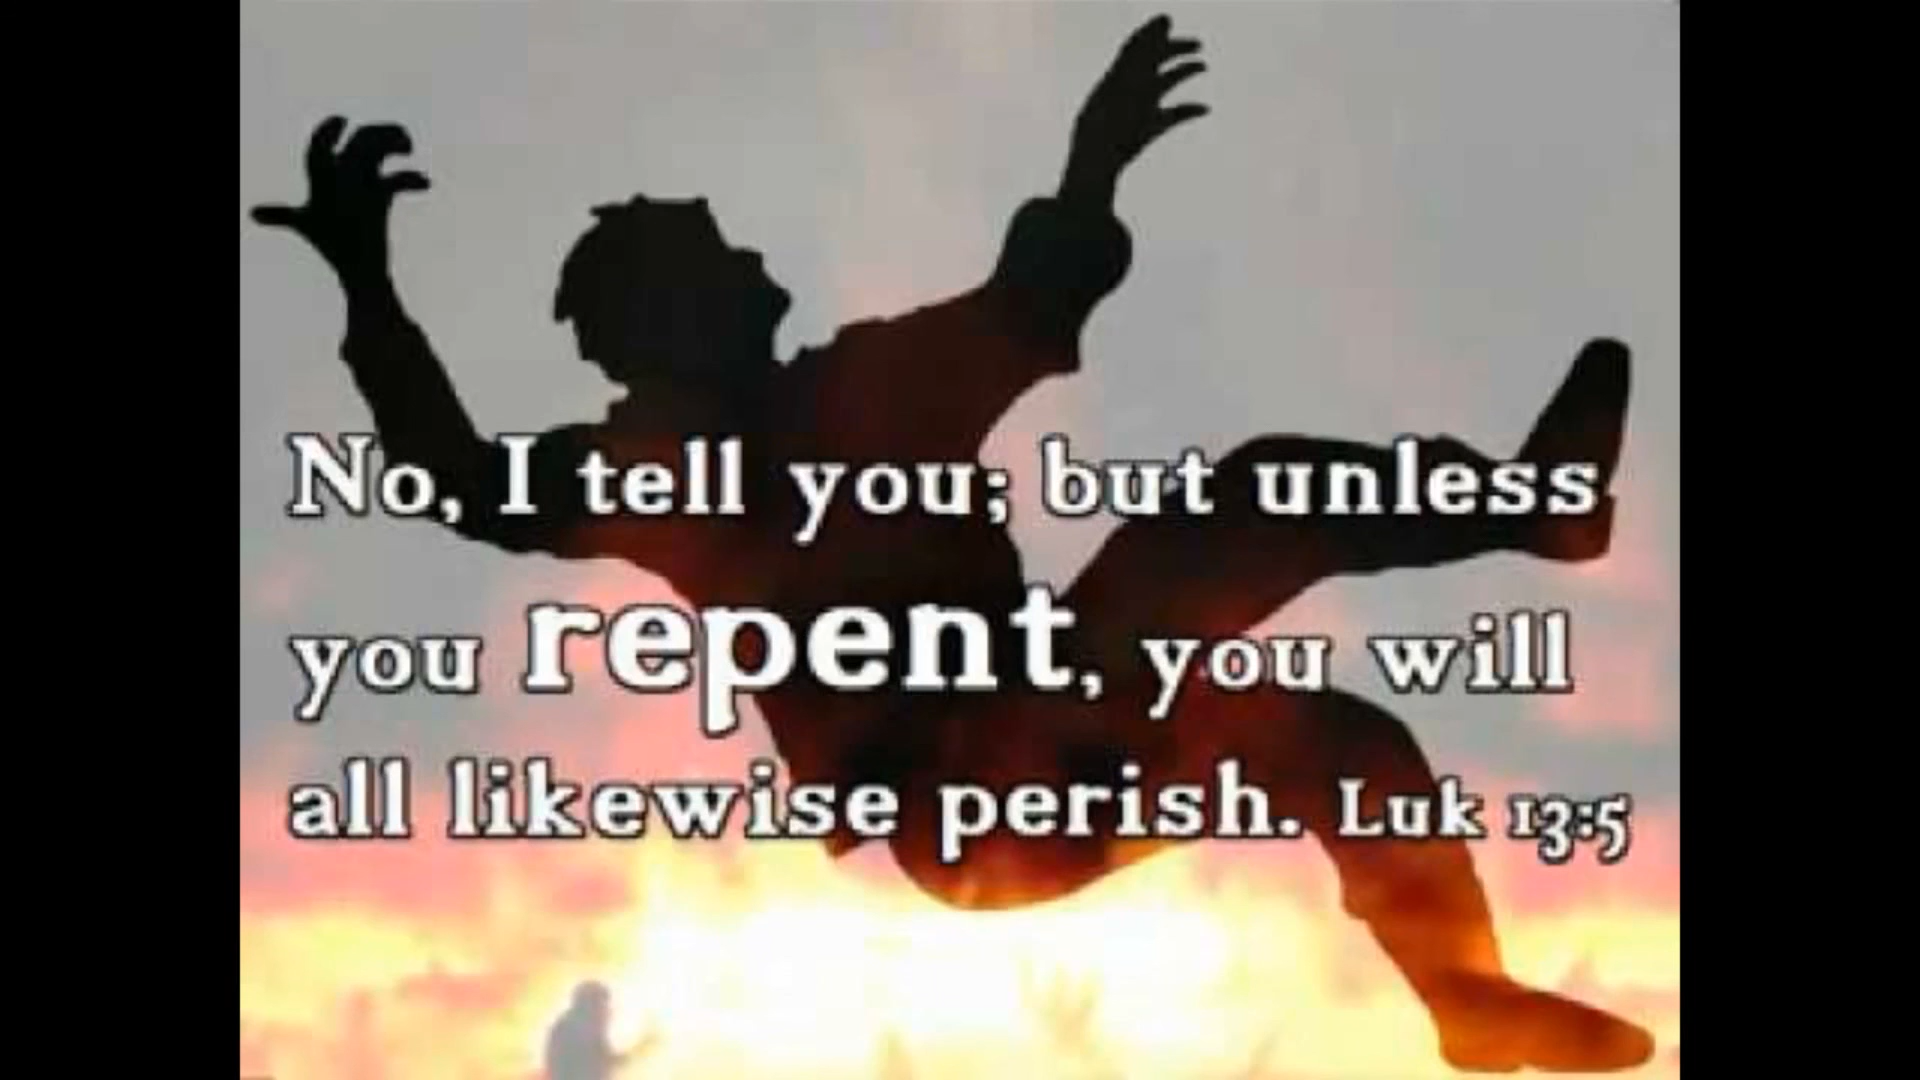 No, I tell you; but unless
you repent, you will
all likewise perish. Luk 13:5